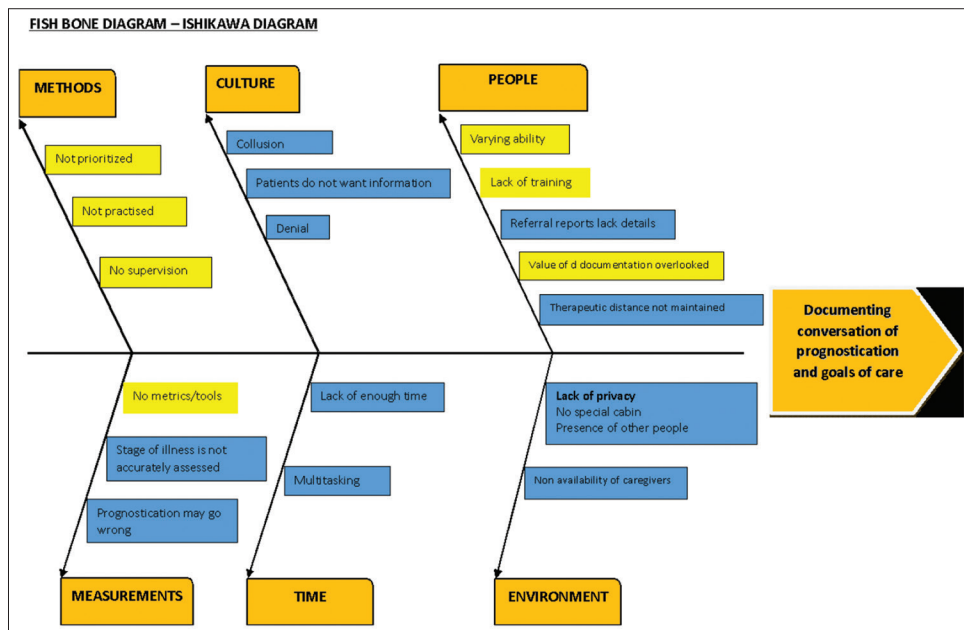 FISH BONE DIAGRAM – ISHIKAWA DIAGRAM
METHODS
CULTURE
PEOPLE
Not prioritized
Not practised
No supervision
Collusion
Patients do not want information
Denial
Varying ability
Lack of training
Referral reports lack details
Value of d documentation overlooked
Therapeutic distance not maintained
Documenting
conversation of
prognostication
and goals of care
No metrics/tools
Stage of illness is not
accurately assessed
Prognostication may go
wrong
Lack of enough time
Multitasking
Lack of privacy
No special cabin
Presence of other people
Non availability of caregivers
MEASUREMENTS
TIME
ENVIRONMENT